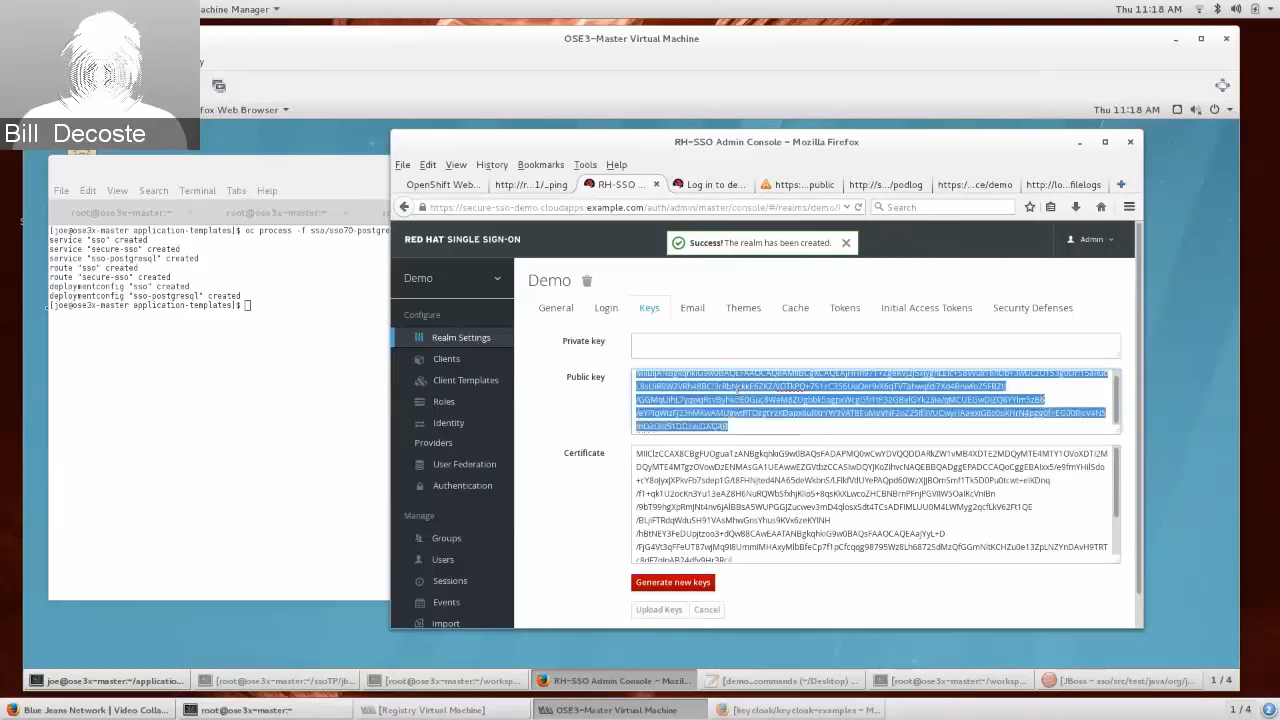 achine Manager
Thu 11:18 AM
OSE3-Master Virtual Machine
fox Web Browser
Thu 11:18 AM
Bill Decoste
RH-SSO Admin Console - Mozilla Firefox
File Edit View History Bookmarks Tools Help
OpenShift Web... http://r...1/_ping RH-SSO ... Log in to de... https:...public http://s.../podlog https:...ce/demo http://lo...filelogs
https://secure-sso-demo.cloudapps.example.com/auth/admin/master/console/#/realms/demo/ Search
File Edit View Search Terminal Tabs Help
root@ose3x-master:~ root@ose3x-master:~
[joe@ose3x-master application-templates]$ oc process -f sso/sso70-postgre
service "sso" created
service "secure-sso" created
service "sso-postgresql" created
route "sso" created
route "secure-sso" created
deploymentconfig "sso" created
deploymentconfig "sso-postgresql" created
[joe@ose3x-master application-templates]$
RED HAT SINGLE SIGN-ON
Success! The realm has been created.
Admin
Demo
Configure
Realm Settings
Clients
Client Templates
Roles
Identity
Providers
User Federation
Authentication
Manage
Groups
Users
Sessions
Events
Import
Demo
General Login Keys Email Themes Cache Tokens Initial Access Tokens Security Defenses
Private key
Public key
Certificate
Generate new keys
Upload Keys Cancel
joe@ose3x-master:~/applicatio... [root@ose3x-master:~/ssoTP/jb... [root@ose3x-master:~/worksp... RH-SSO Admin Console - Mozil... [demo_commands (~/Desktop) ... [root@ose3x-master:~/worksp... [JBoss - sso/src/test/java/org/j... 1 / 4
Blue Jeans Network | Video Colla... root@ose3x-master:~ [Registry Virtual Machine] OSE3-Master Virtual Machine [keycloak/keycloak-examples - M... 1 / 4